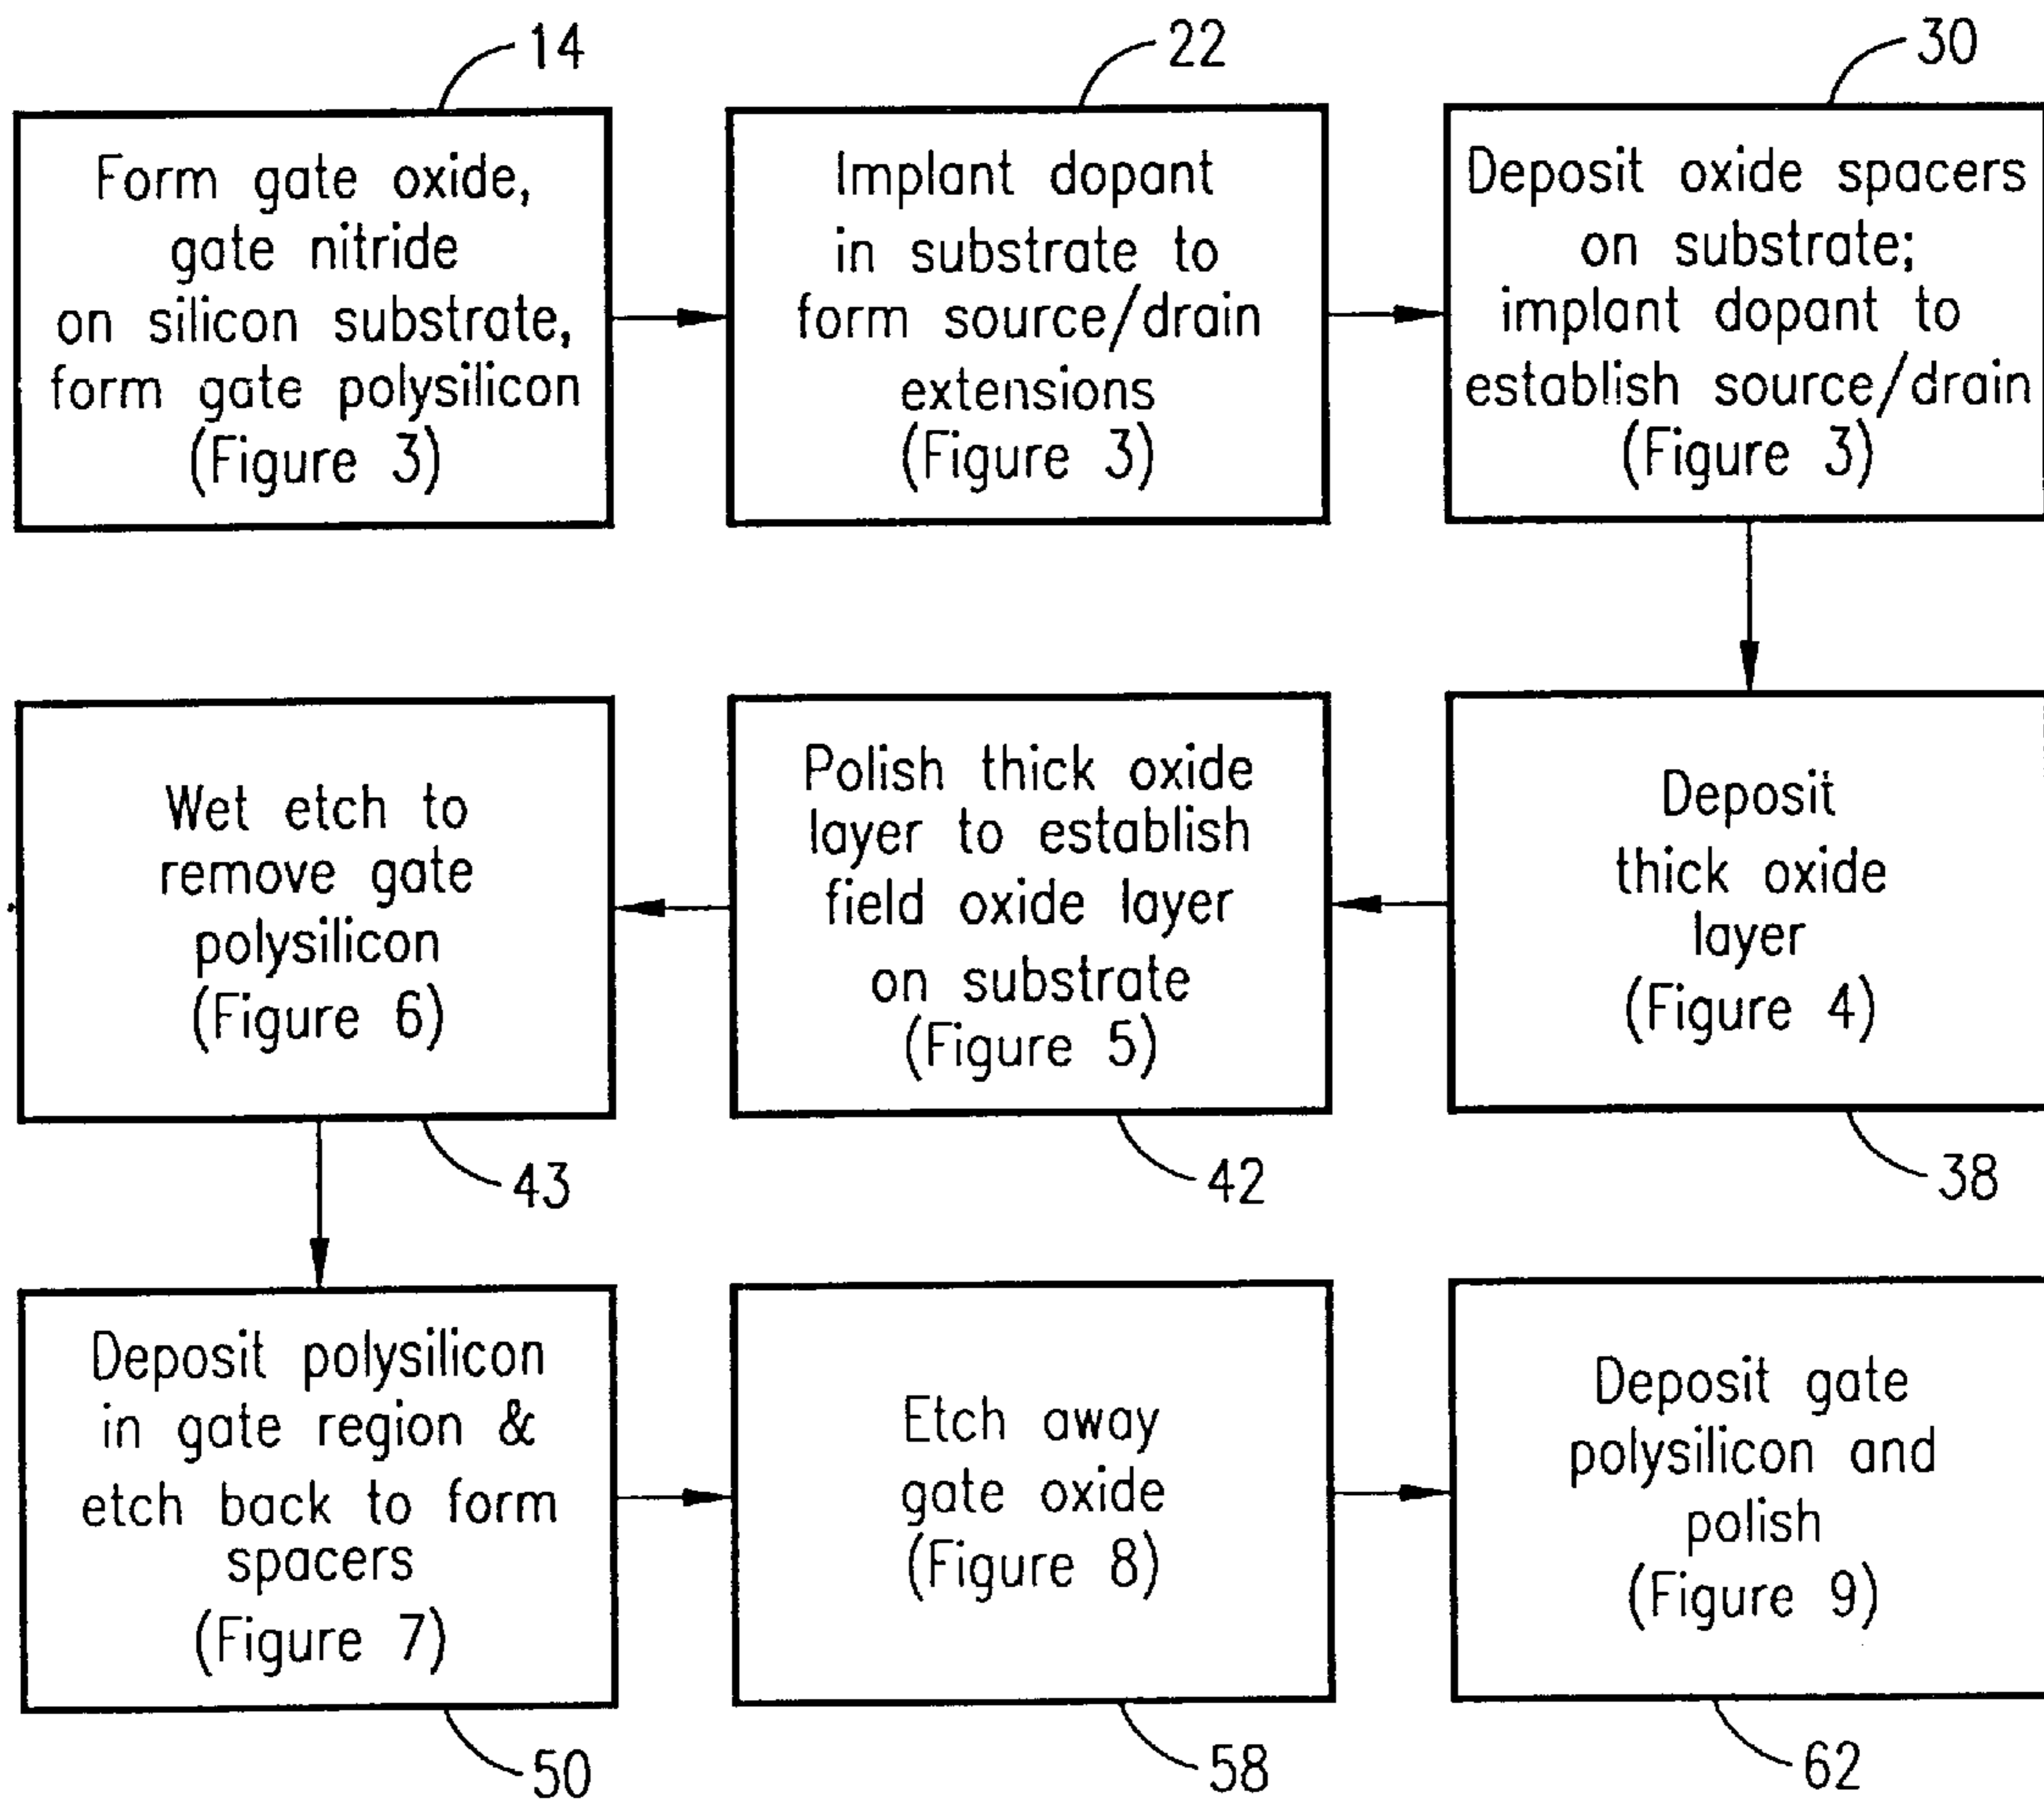 14
Form gate oxide,
gate nitride
on silicon substrate,
form gate polysilicon
(Figure 3)
22
Implant dopant
in substrate to
form source/drain
extensions
(Figure 3)
30
Deposit oxide spacers
on substrate;
implant dopant to
establish source/drain
(Figure 3)
Deposit
thick oxide
layer
(Figure 4)
38
Polish thick oxide
layer to establish
field oxide layer
on substrate
(Figure 5)
42
Wet etch to
remove gate
polysilicon
(Figure 6)
43
Deposit polysilicon
in gate region &
etch back to form
spacers
(Figure 7)
50
Etch away
gate oxide
(Figure 8)
58
Deposit gate
polysilicon and
polish
(Figure 9)
62